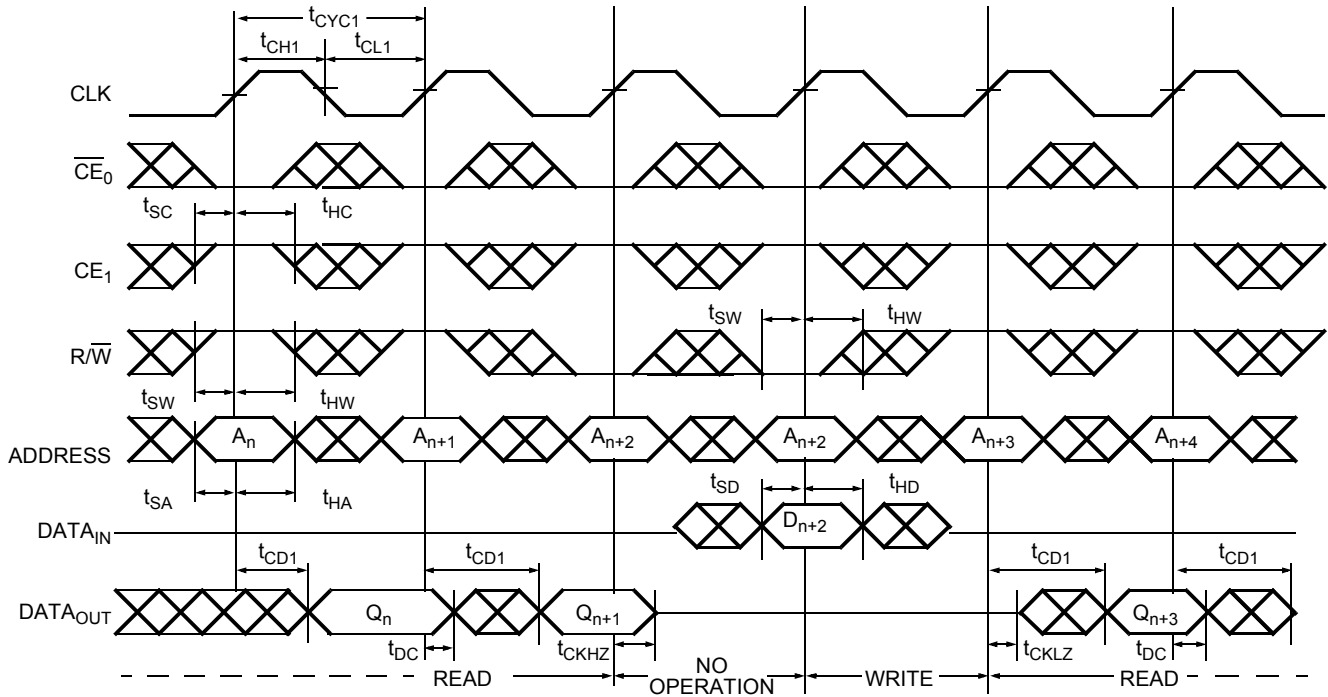 tCYC1
tCH1 tCL1
CLK
CE0
tSC tHC
CE1
tSW tHW
R/W
tSW tHW
ADDRESS An An+1 An+2 An+2 An+3 An+4
tSA tHA tSD tHD
DATAIN Dn+2
tCD1 tCD1 tCD1 tCD1
DATAOUT Qn Qn+1 Qn+3
tDC tCKHZ tCKLZ tDC
READ NO OPERATION WRITE READ